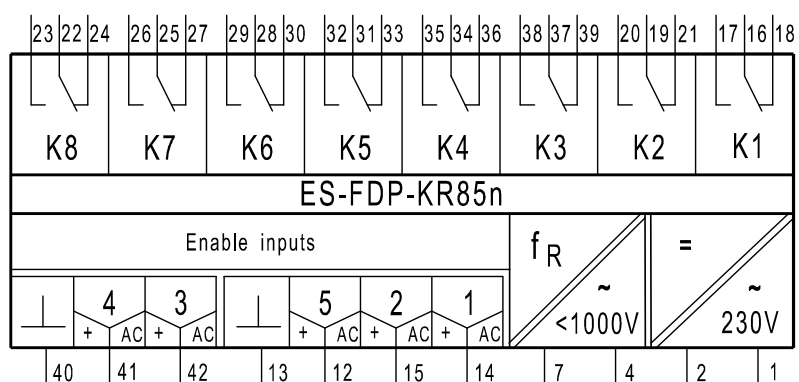 23 22 24 26 25 27 29 28 30 32 31 33 35 34 36 38 37 39 20 19 21 17 16 18
K8 K7 K6 K5 K4 K3 K2 K1
ES-FDP-KR85n
Enable inputs
fR =
4 3 5 2 1 ~ ~
+ AC + AC + AC + AC + AC <1000V 230V
40 41 42 13 12 15 14 7 4 2 1